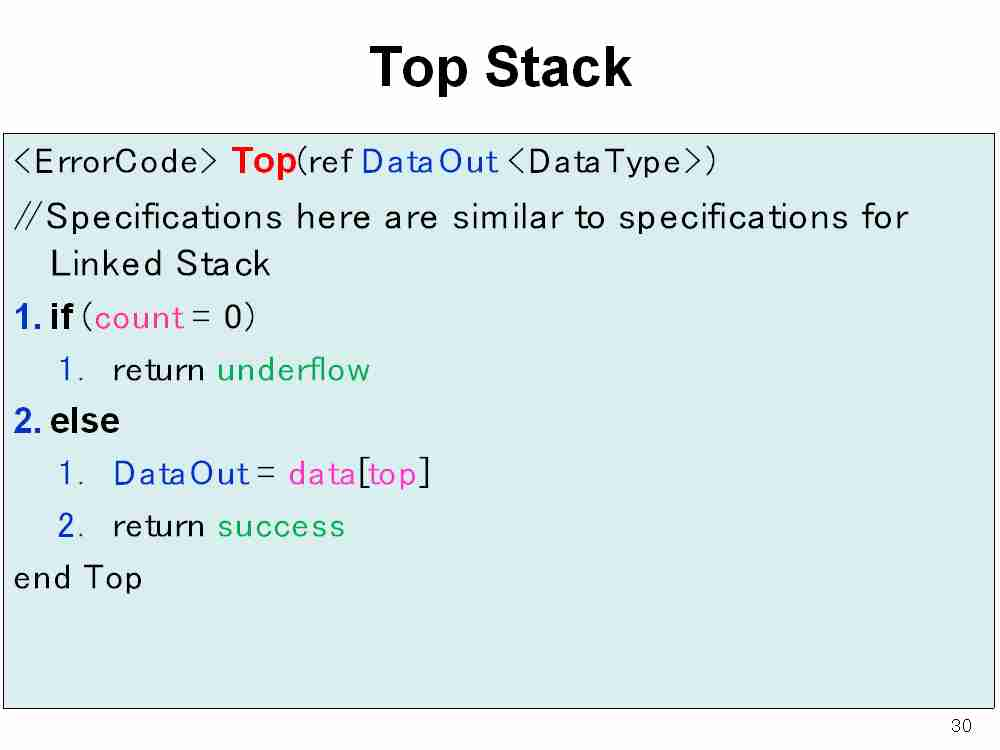 Top Stack
<ErrorCode> Top(ref DataOut <DataType>)
//Specifications here are similar to specifications for
Linked Stack
1. if (count = 0)
1. return underflow
2. else
1. DataOut = data[top]
2. return success
end Top
30